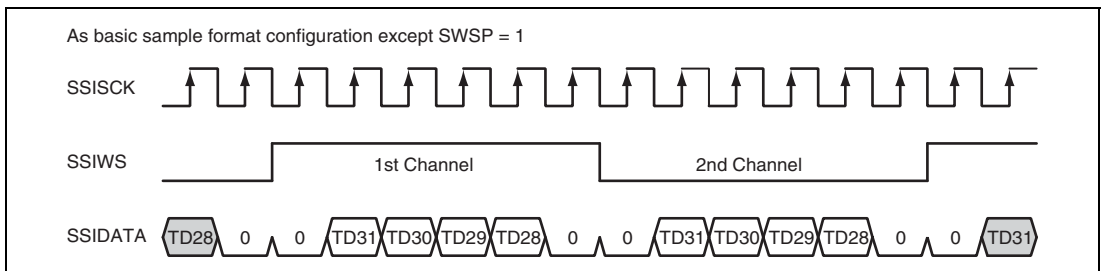 As basic sample format configuration except SWSP = 1
SSISCK
SSIWS 1st Channel 2nd Channel
SSIDATA TD28 0 0 TD31 TD30 TD29 TD28 0 0 TD31 TD30 TD29 TD28 0 0 TD31